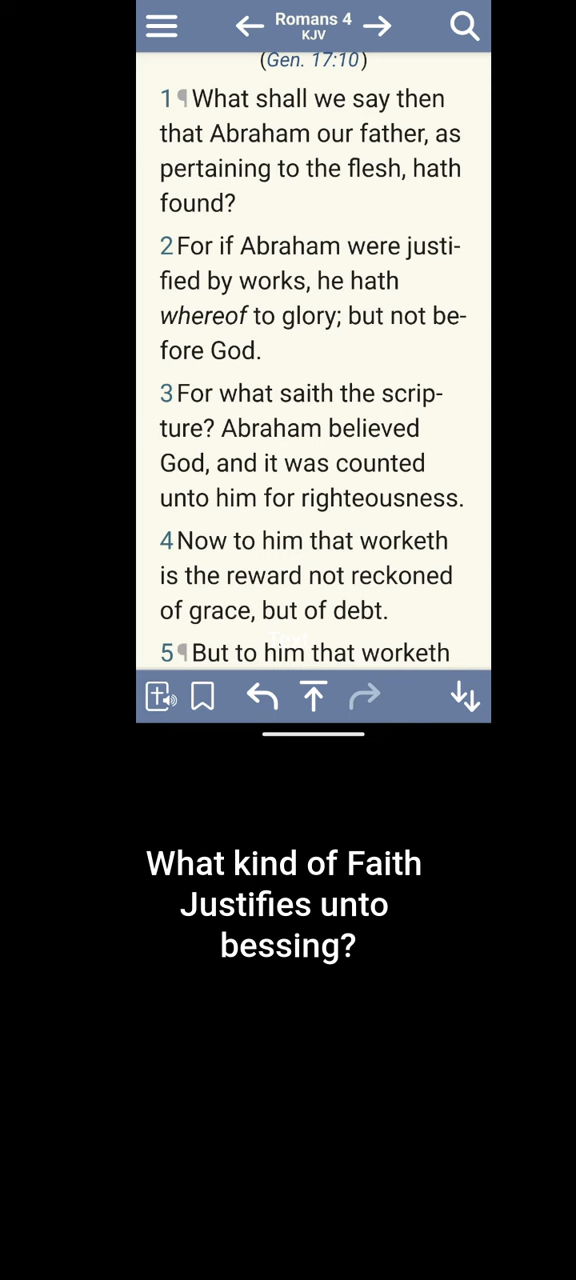 Romans 4
KJV
(Gen. 17:10)
1 ¶ What shall we say then
that Abraham our father, as
pertaining to the flesh, hath
found?
2 For if Abraham were justi-
fied by works, he hath
whereof to glory; but not be-
fore God.
3 For what saith the scrip-
ture? Abraham believed
God, and it was counted
unto him for righteousness.
4 Now to him that worketh
is the reward not reckoned
of grace, but of debt.
5 ¶ But to him that worketh
What kind of Faith
Justifies unto
bessing?